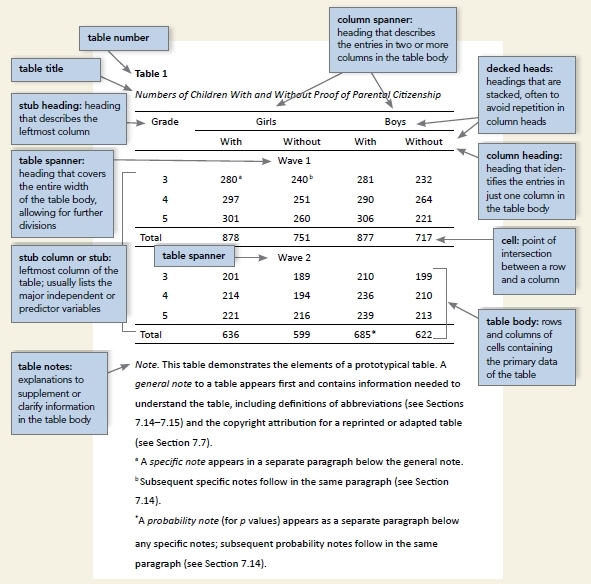 table number
column spanner:
heading that describes
the entries in two or more
columns in the table body
table title
Table 1
decked heads:
headings that are
stacked, often to
avoid repetition in
column heads
Numbers of Children With and Without Proof of Parental Citizenship
stub heading: heading
that describes the
leftmost column
Grade Girls Boys
With Without With Without
column heading:
heading that iden-
tifies the entries in
just one column in
the table body
table spanner:
heading that covers
the entire width
of the table body,
allowing for further
divisions
Wave 1
3 280ᵃ 240ᵇ 281 232
4 297 251 290 264
5 301 260 306 221
Total 878 751 877 717
cell: point of
intersection
between a row
and a column
stub column or stub:
leftmost column of the
table; usually lists the
major independent or
predictor variables
table spanner
Wave 2
3 201 189 210 199
4 214 194 236 210
5 221 216 239 213
Total 636 599 685* 622
table body: rows
and columns of
cells containing
the primary data
of the table
table notes:
explanations to
supplement or
clarify information
in the table body
Note. This table demonstrates the elements of a prototypical table. A
general note to a table appears first and contains information needed to
understand the table, including definitions of abbreviations (see Sections
7.14–7.15) and the copyright attribution for a reprinted or adapted table
(see Section 7.7).
ᵃ A specific note appears in a separate paragraph below the general note.
ᵇ Subsequent specific notes follow in the same paragraph (see Section
7.14).
*A probability note (for p values) appears as a separate paragraph below
any specific notes; subsequent probability notes follow in the same
paragraph (see Section 7.14).